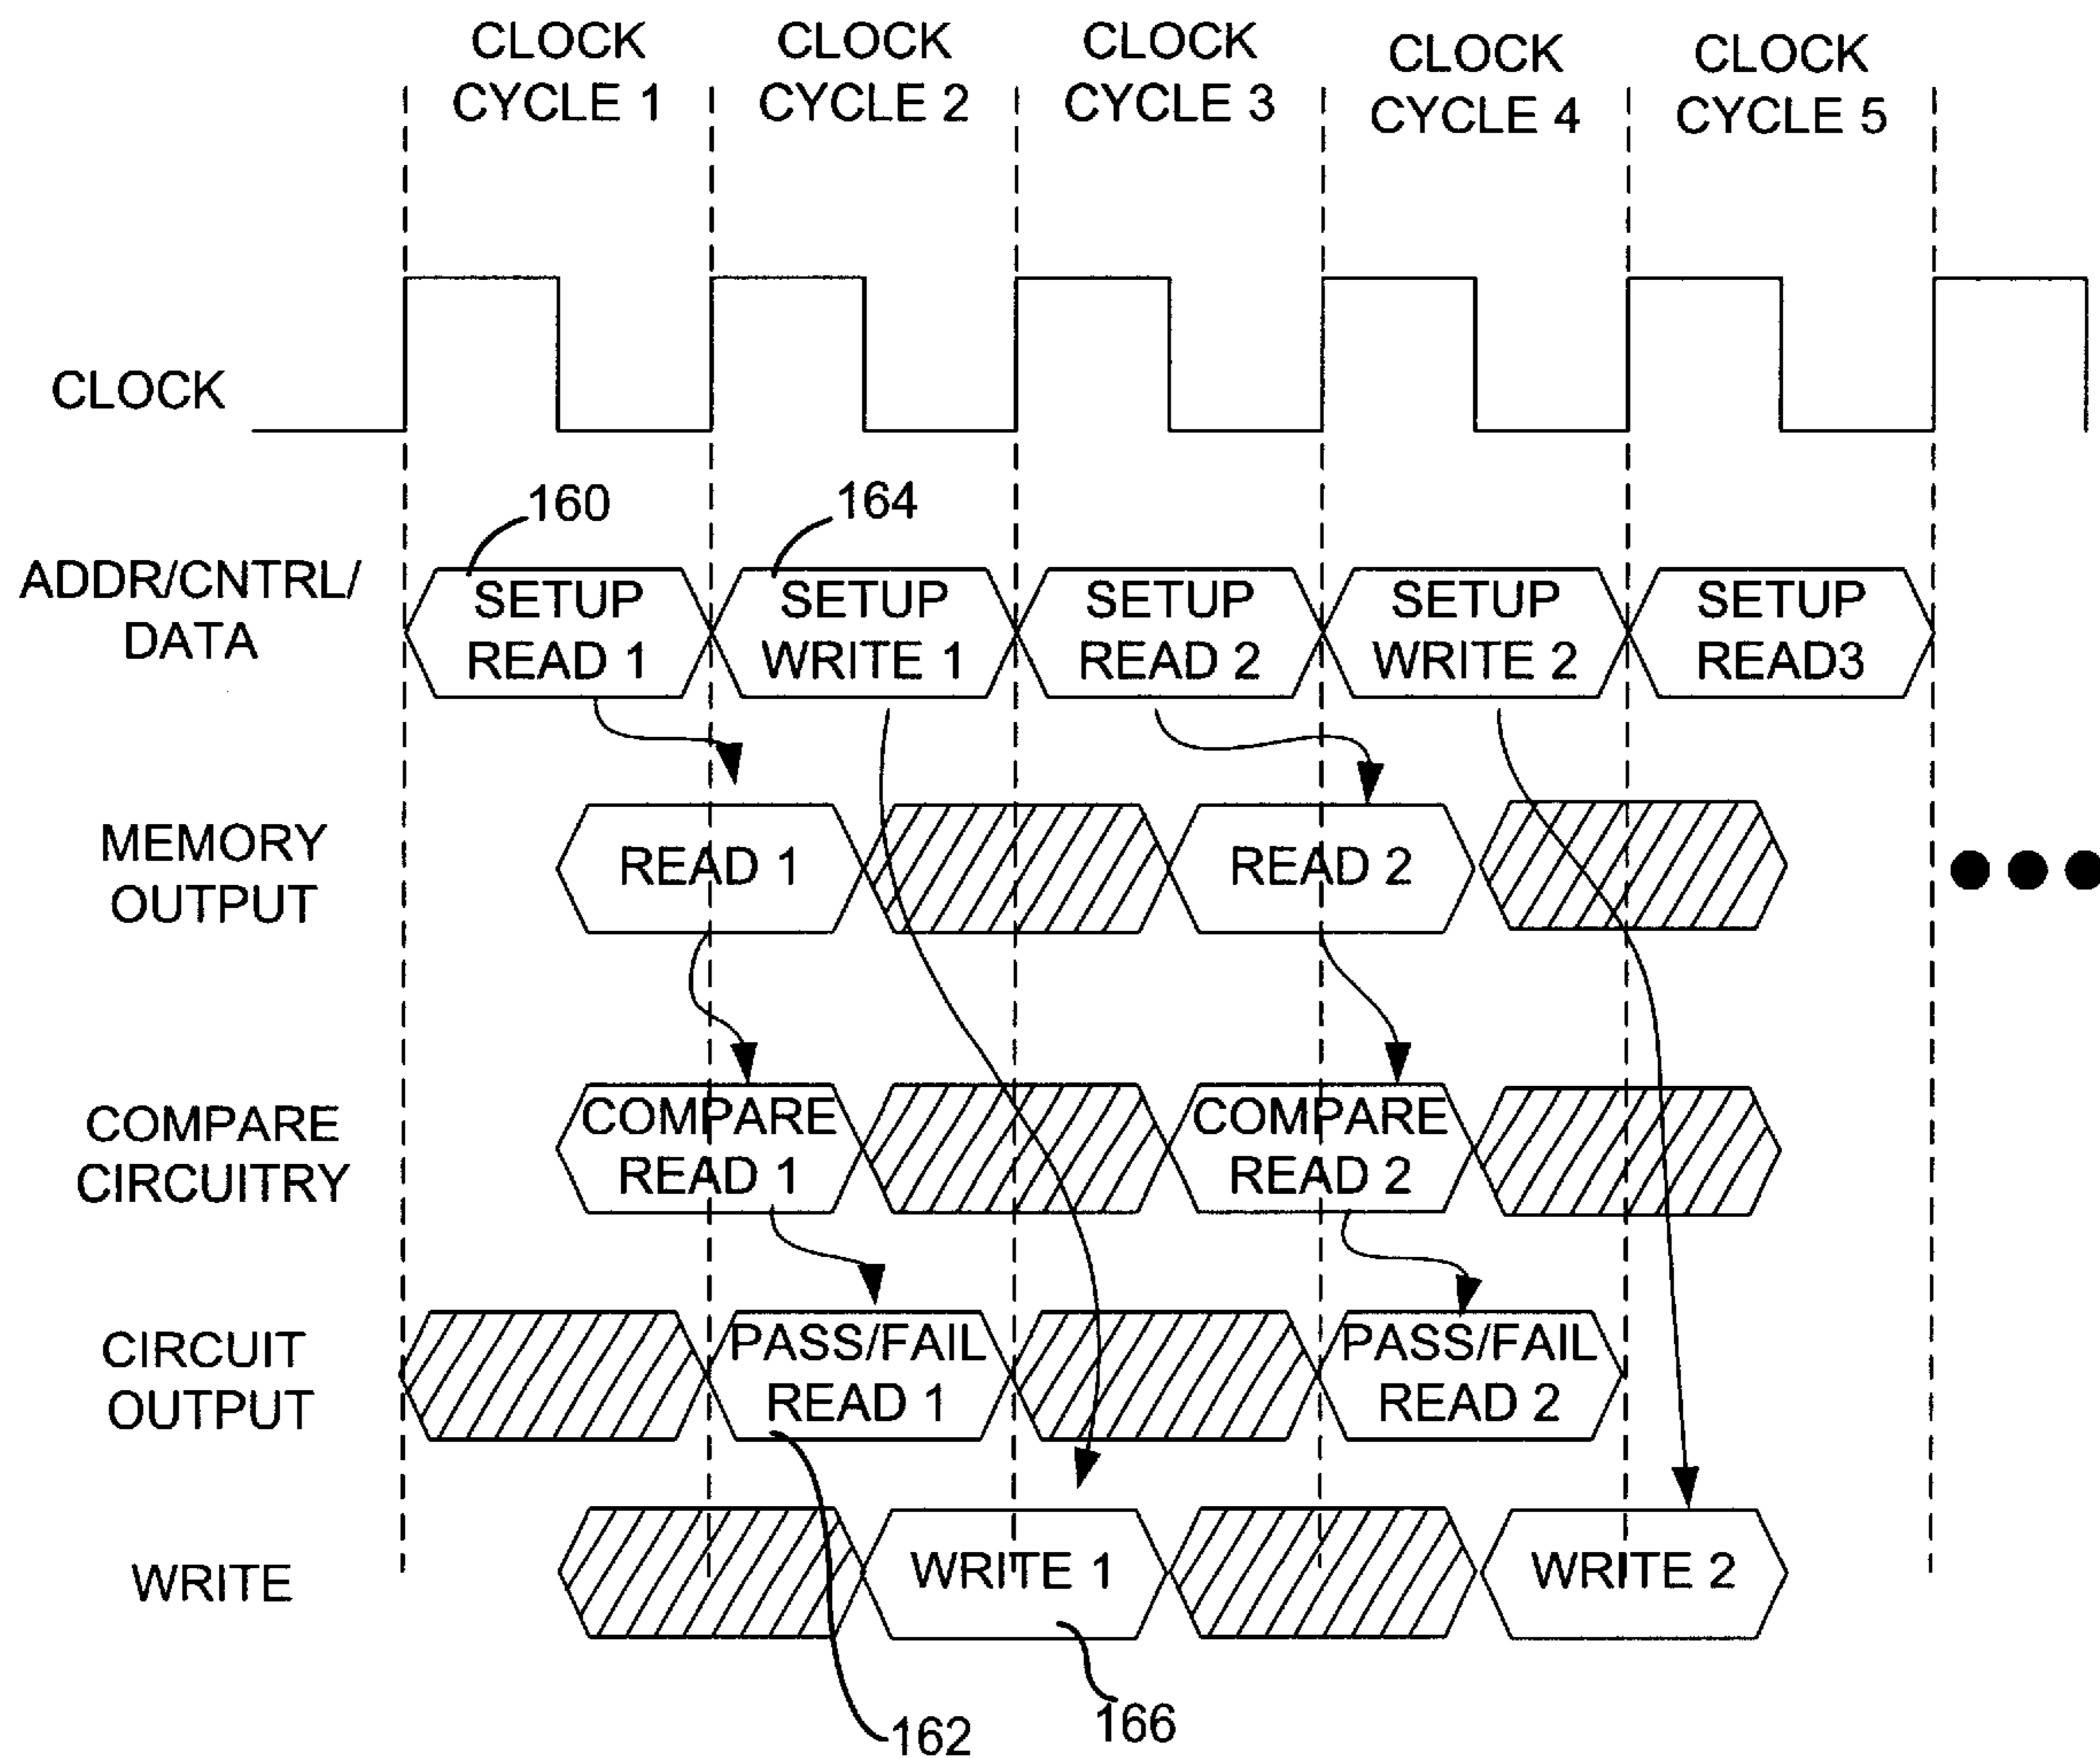 CLOCK
CYCLE 1
CLOCK
CYCLE 2
CLOCK
CYCLE 3
CLOCK
CYCLE 4
CLOCK
CYCLE 5
CLOCK
160
164
ADDR/CNTRL/
DATA
SETUP
READ 1
SETUP
WRITE 1
SETUP
READ 2
SETUP
WRITE 2
SETUP
READ3
MEMORY
OUTPUT
READ 1
READ 2
COMPARE
CIRCUITRY
COMPARE
READ 1
COMPARE
READ 2
CIRCUIT
OUTPUT
PASS/FAIL
READ 1
PASS/FAIL
READ 2
WRITE
WRITE 1
WRITE 2
162
166